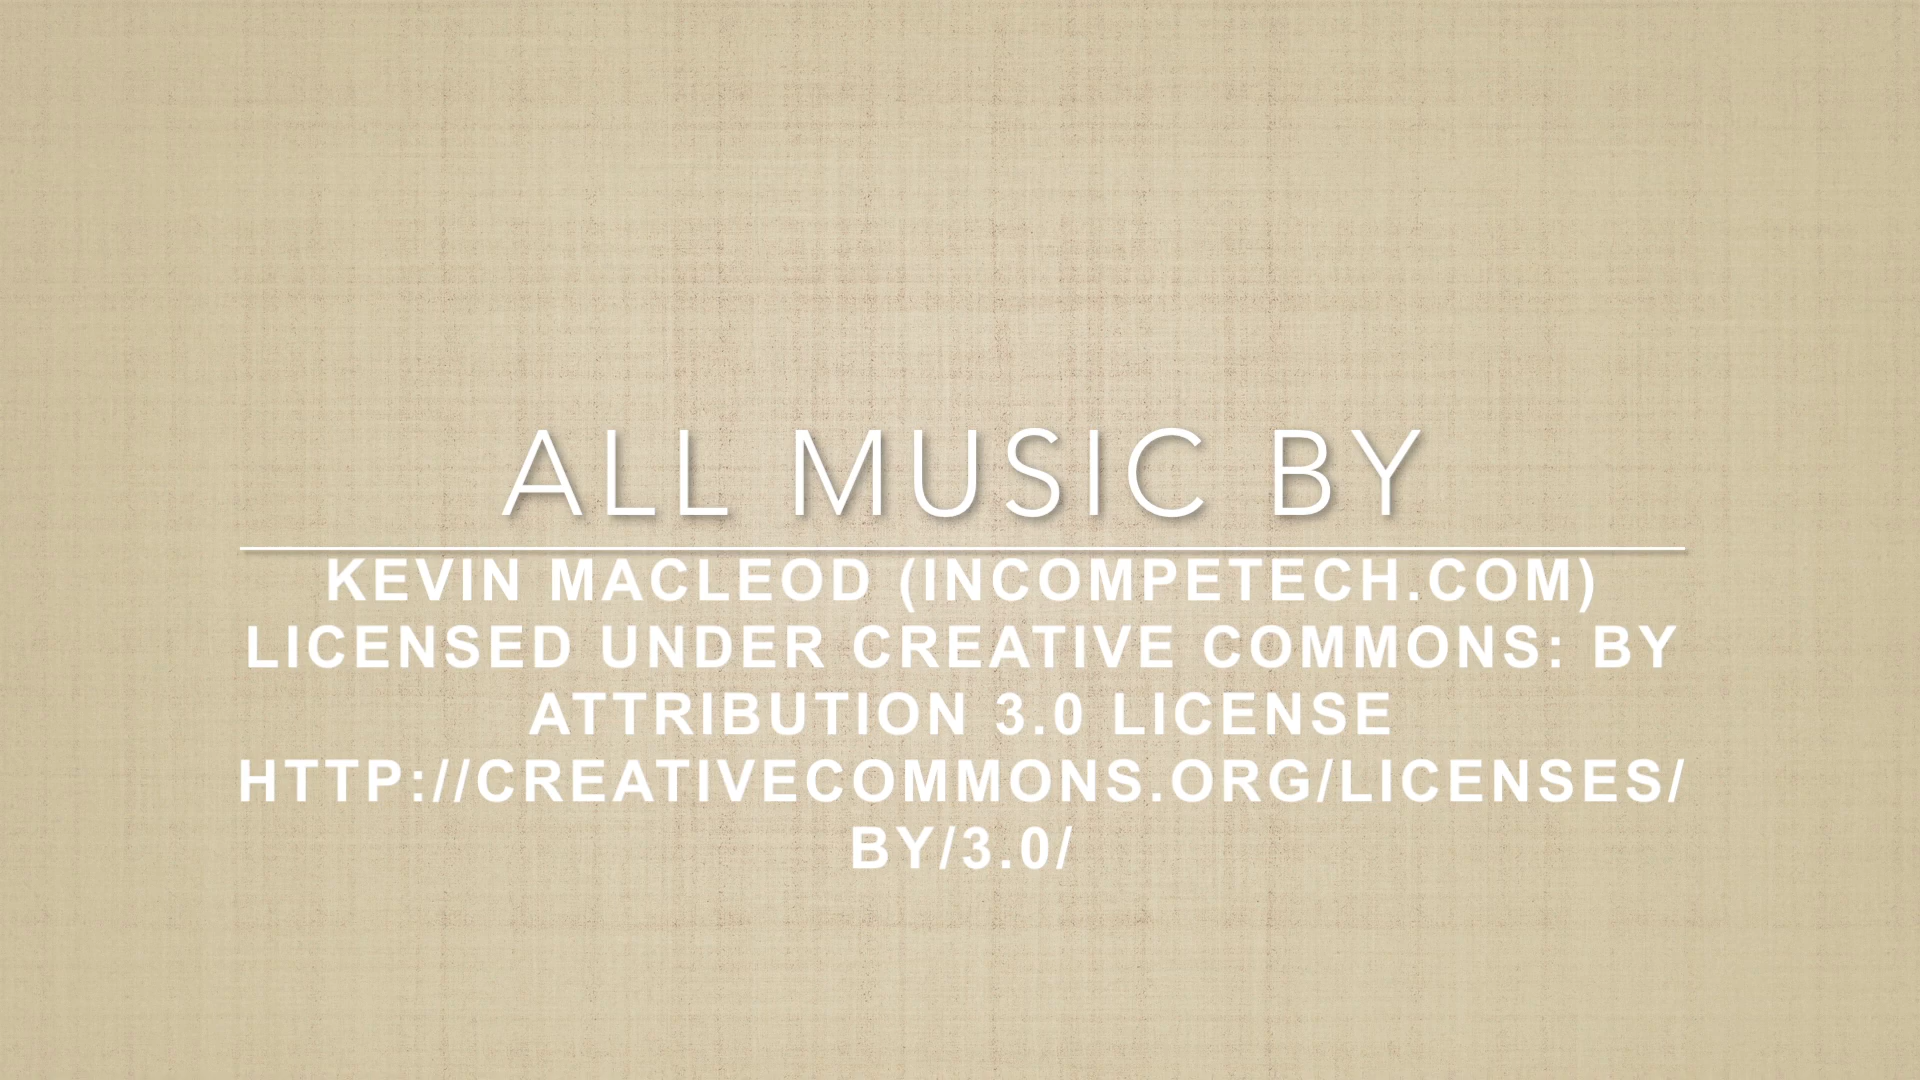 ALL MUSIC BY
KEVIN MACLEOD (INCOMPETECH.COM)
LICENSED UNDER CREATIVE COMMONS: BY
ATTRIBUTION 3.0 LICENSE
HTTP://CREATIVECOMMONS.ORG/LICENSES/
BY/3.0/